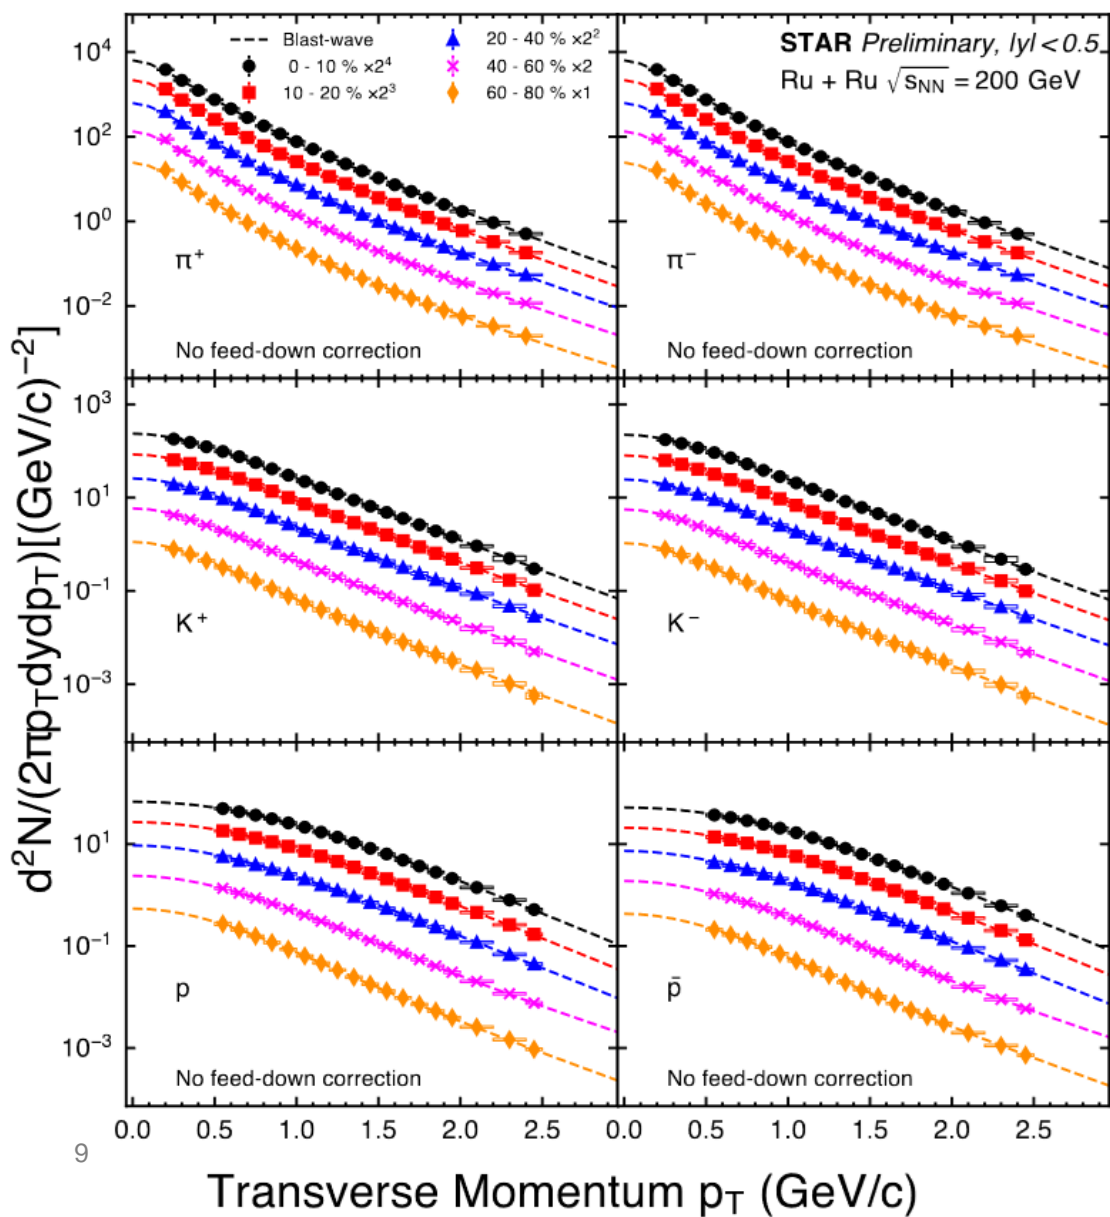 d²N/(2πp_Tdydp_T)[(GeV/c)⁻²]
10⁴
10²
10⁰
10⁻²
Blast-wave
0 - 10 % ×2⁴
10 - 20 % ×2³
20 - 40 % ×2²
40 - 60 % ×2
60 - 80 % ×1
π⁺
No feed-down correction
STAR Preliminary, |y| < 0.5
Ru + Ru √s_NN = 200 GeV
π⁻
No feed-down correction
10³
10¹
10⁻¹
10⁻³
K⁺
K⁻
10¹
10⁻¹
10⁻³
p
No feed-down correction
p̄
No feed-down correction
0.0 0.5 1.0 1.5 2.0 2.5 0.0 0.5 1.0 1.5 2.0 2.5
9
Transverse Momentum p_T (GeV/c)